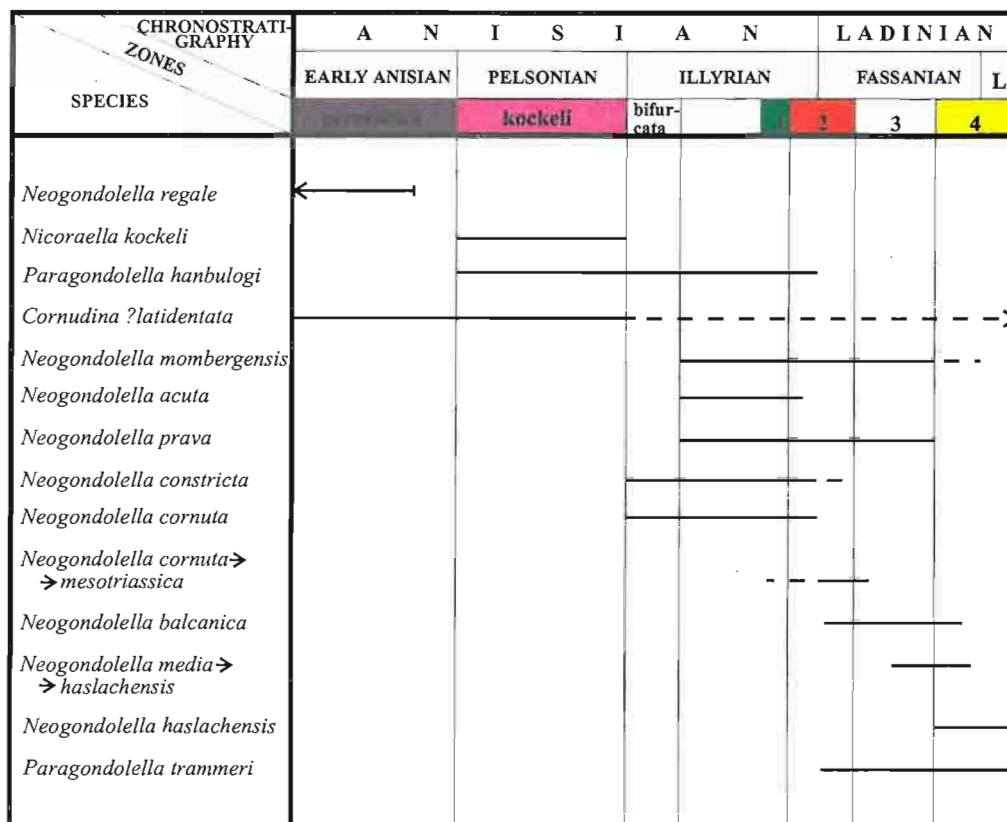 CHRONOSTRATI-
GRAPHY
ZONES
SPECIES
A N I S I A N
LADINIAN
EARLY ANISIAN
PELSONIAN
ILLYRIAN
FASSANIAN
L
kockeli
bifur-
cata
2
3
4
Neogondolella regale
Nicoraella kockeli
Paragondolella hanbulogi
Cornudina ?latidentata
Neogondolella mombergensis
Neogondolella acuta
Neogondolella prava
Neogondolella constricta
Neogondolella cornuta
Neogondolella cornuta→
→mesotriassica
Neogondolella balcanica
Neogondolella media→
→haslachensis
Neogondolella haslachensis
Paragondolella trammeri